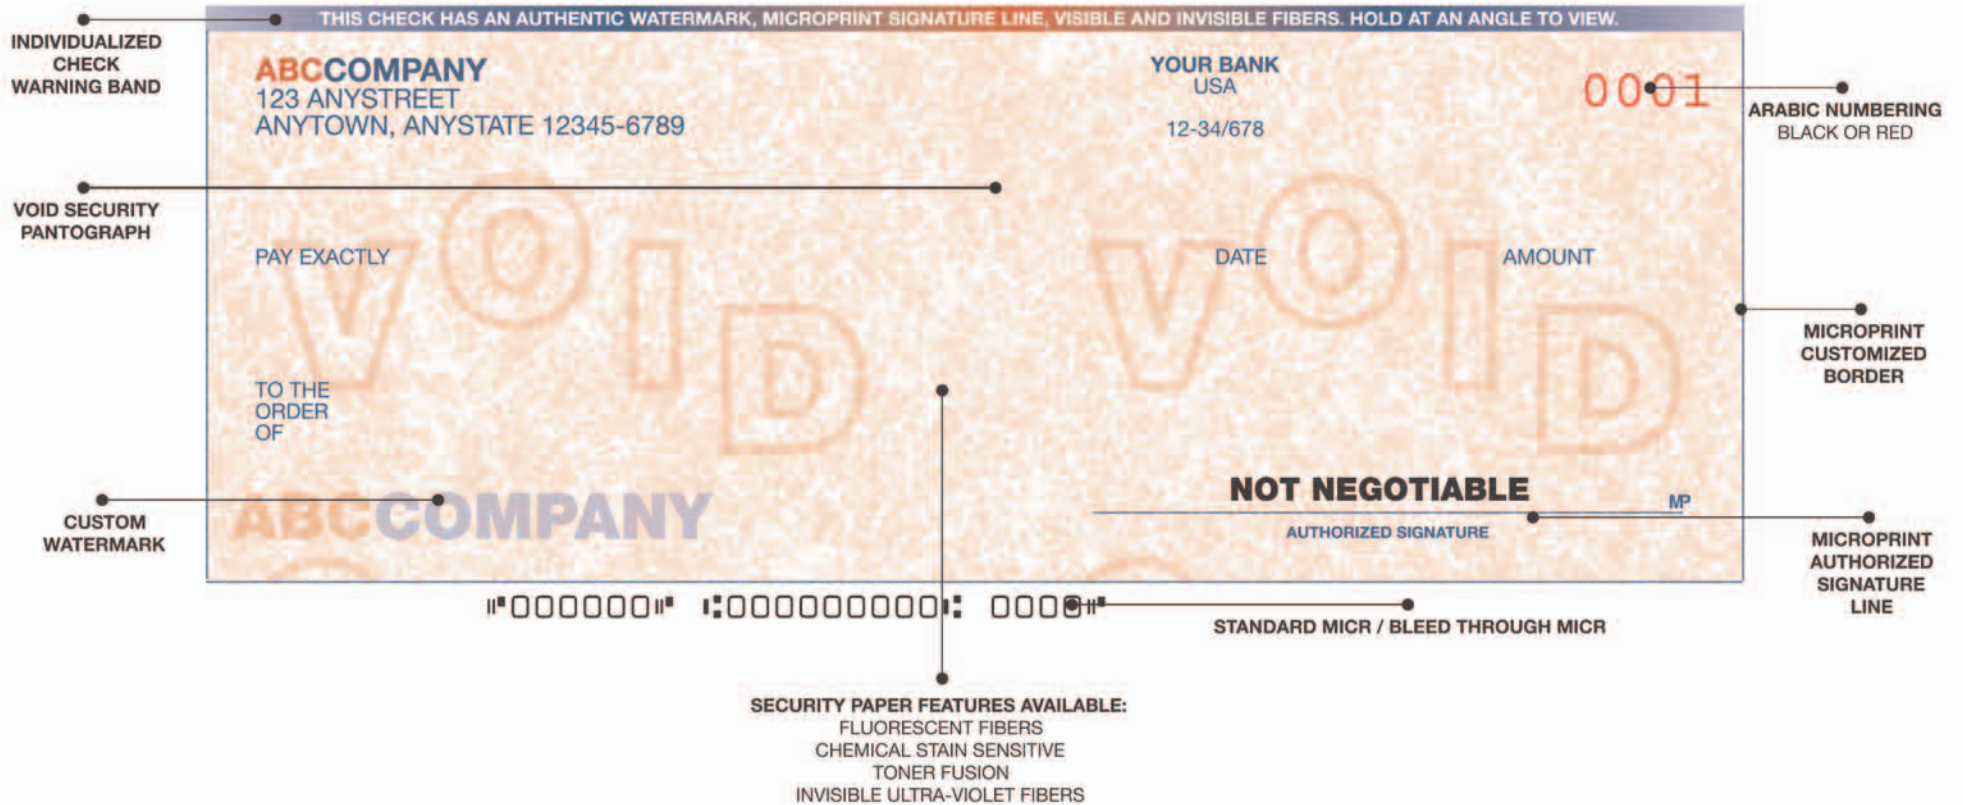 THIS CHECK HAS AN AUTHENTIC WATERMARK, MICROPRINT SIGNATURE LINE, VISIBLE AND INVISIBLE FIBERS. HOLD AT AN ANGLE TO VIEW.
INDIVIDUALIZED
CHECK
WARNING BAND
ABCCOMPANY
123 ANYSTREET
ANYTOWN, ANYSTATE 12345-6789
YOUR BANK
USA
12-34/678
0001
ARABIC NUMBERING
BLACK OR RED
VOID SECURITY
PANTOGRAPH
VOID
VOID
PAY EXACTLY
DATE
AMOUNT
MICROPRINT
CUSTOMIZED
BORDER
TO THE
ORDER
OF
CUSTOM
WATERMARK
ABCCOMPANY
NOT NEGOTIABLE
MP
AUTHORIZED SIGNATURE
MICROPRINT
AUTHORIZED
SIGNATURE
LINE
⑈000000⑈ ⑆000000000⑆ 0000⑈
STANDARD MICR / BLEED THROUGH MICR
SECURITY PAPER FEATURES AVAILABLE:
FLUORESCENT FIBERS
CHEMICAL STAIN SENSITIVE
TONER FUSION
INVISIBLE ULTRA-VIOLET FIBERS